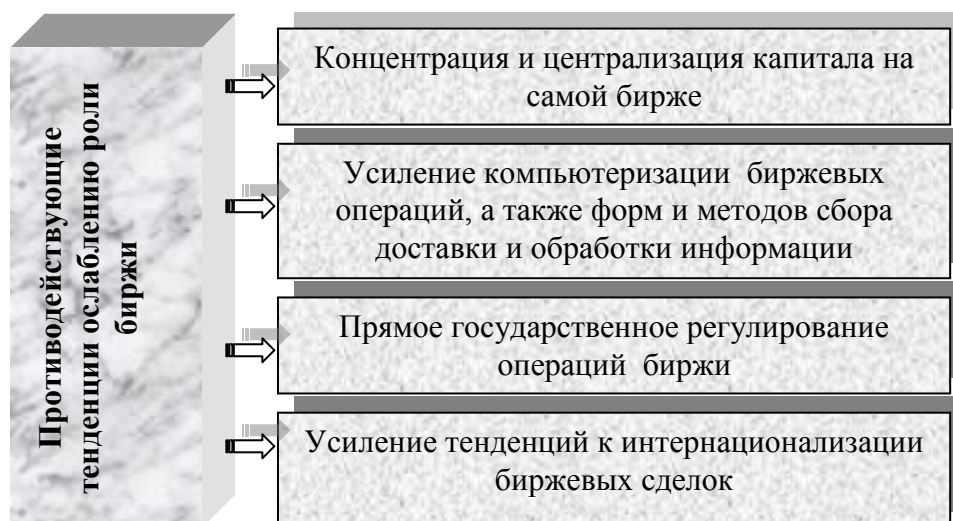 Противодействующие
тенденции ослаблению роли
биржи
Концентрация и централизация капитала на
самой бирже
Усиление компьютеризации биржевых
операций, а также форм и методов сбора
доставки и обработки информации
Прямое государственное регулирование
операций биржи
Усиление тенденций к интернационализации
биржевых сделок